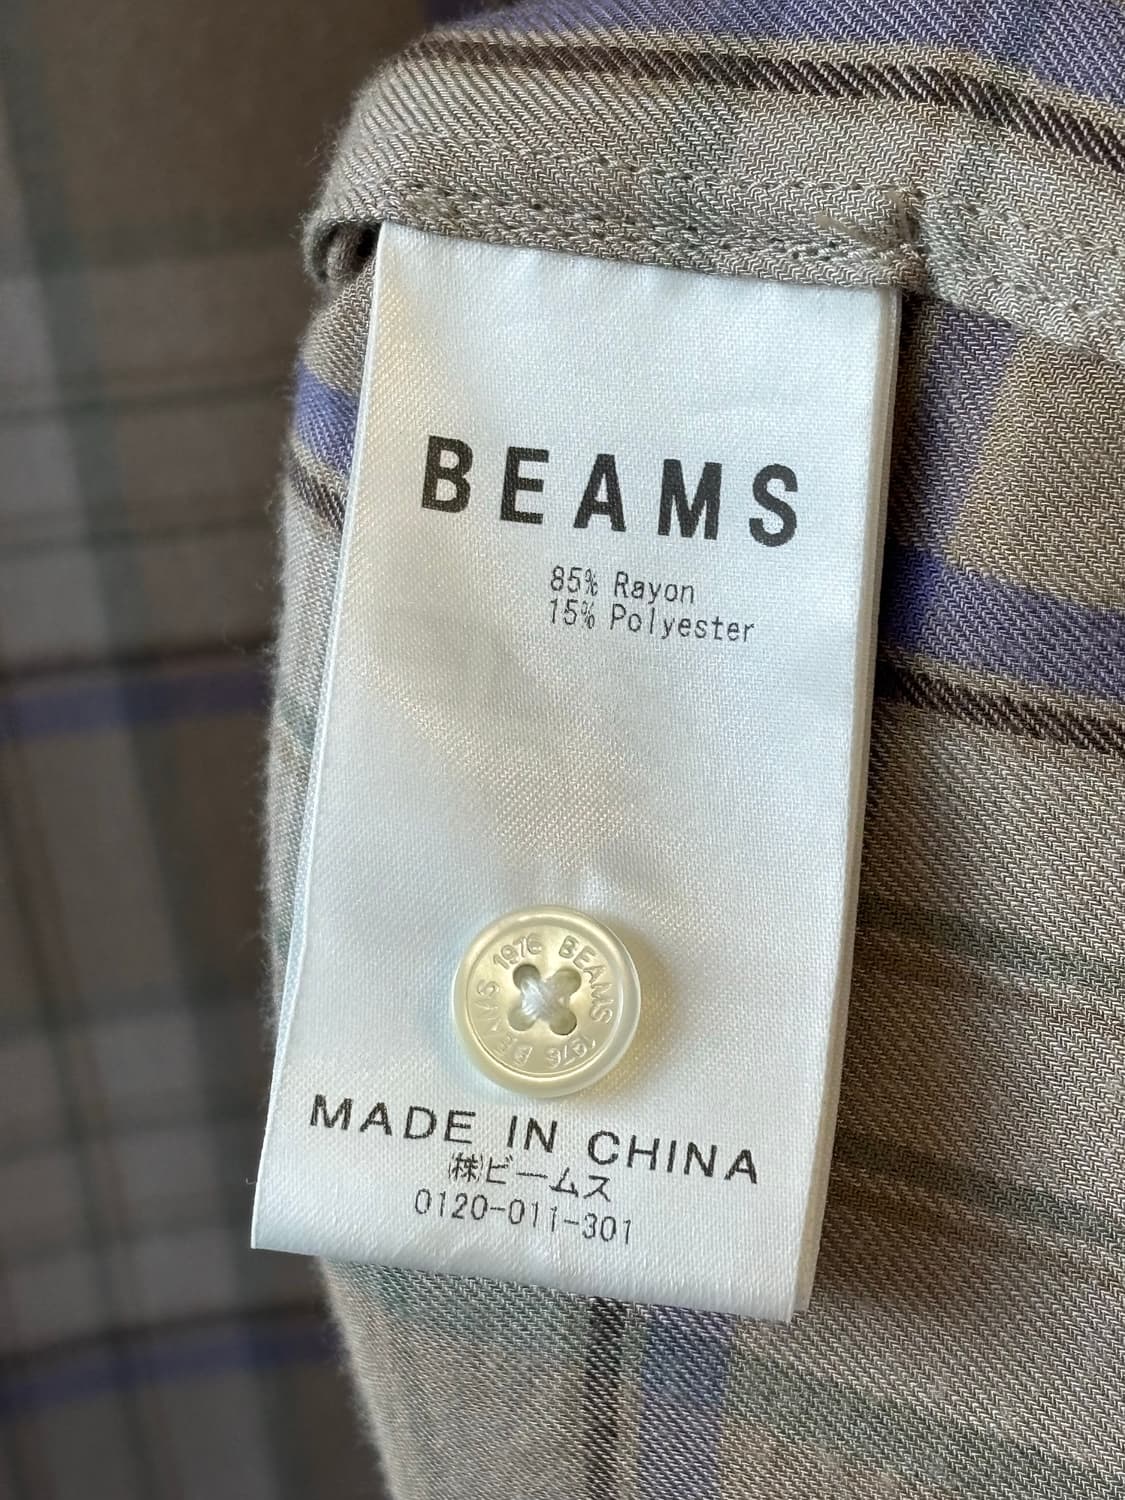 BEAMS
85% Rayon
15% Polyester
BEAMS 1976 BEAMS 1976
MADE IN CHINA
㈱ビームス
0120-011-301